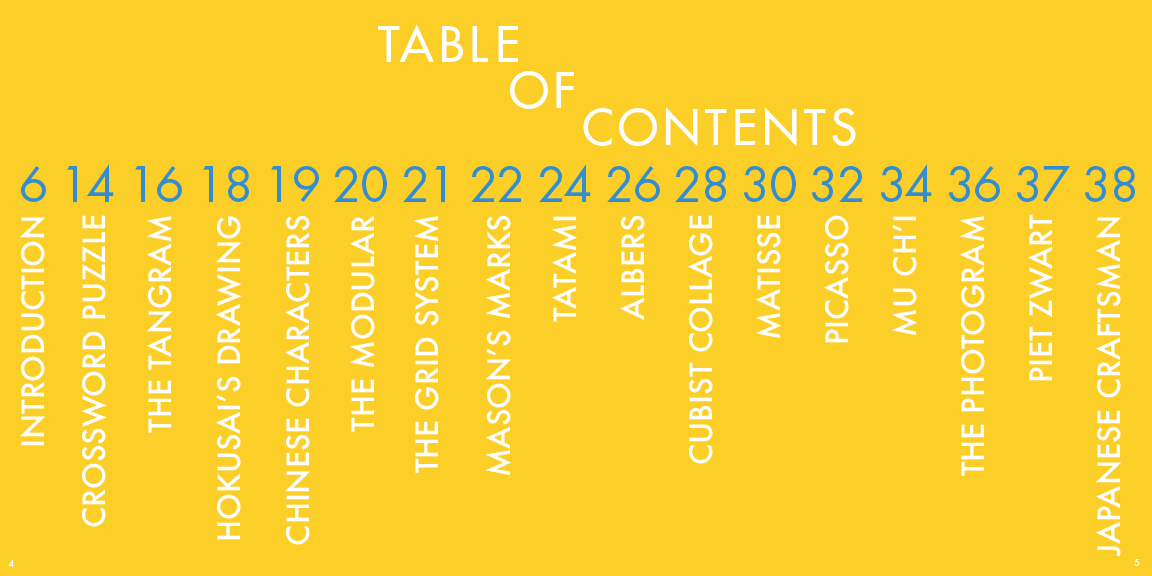 TABLE
OF
CONTENTS
6 14 16 18 19 20 21 22 24 26 28 30 32 34 36 37 38
INTRODUCTION
CROSSWORD PUZZLE
THE TANGRAM
HOKUSAI'S DRAWING
CHINESE CHARACTERS
THE MODULAR
THE GRID SYSTEM
MASON'S MARKS
TATAMI
ALBERS
CUBIST COLLAGE
MATISSE
PICASSO
MU CH'I
THE PHOTOGRAM
PIET ZWART
JAPANESE CRAFTSMAN
4
5